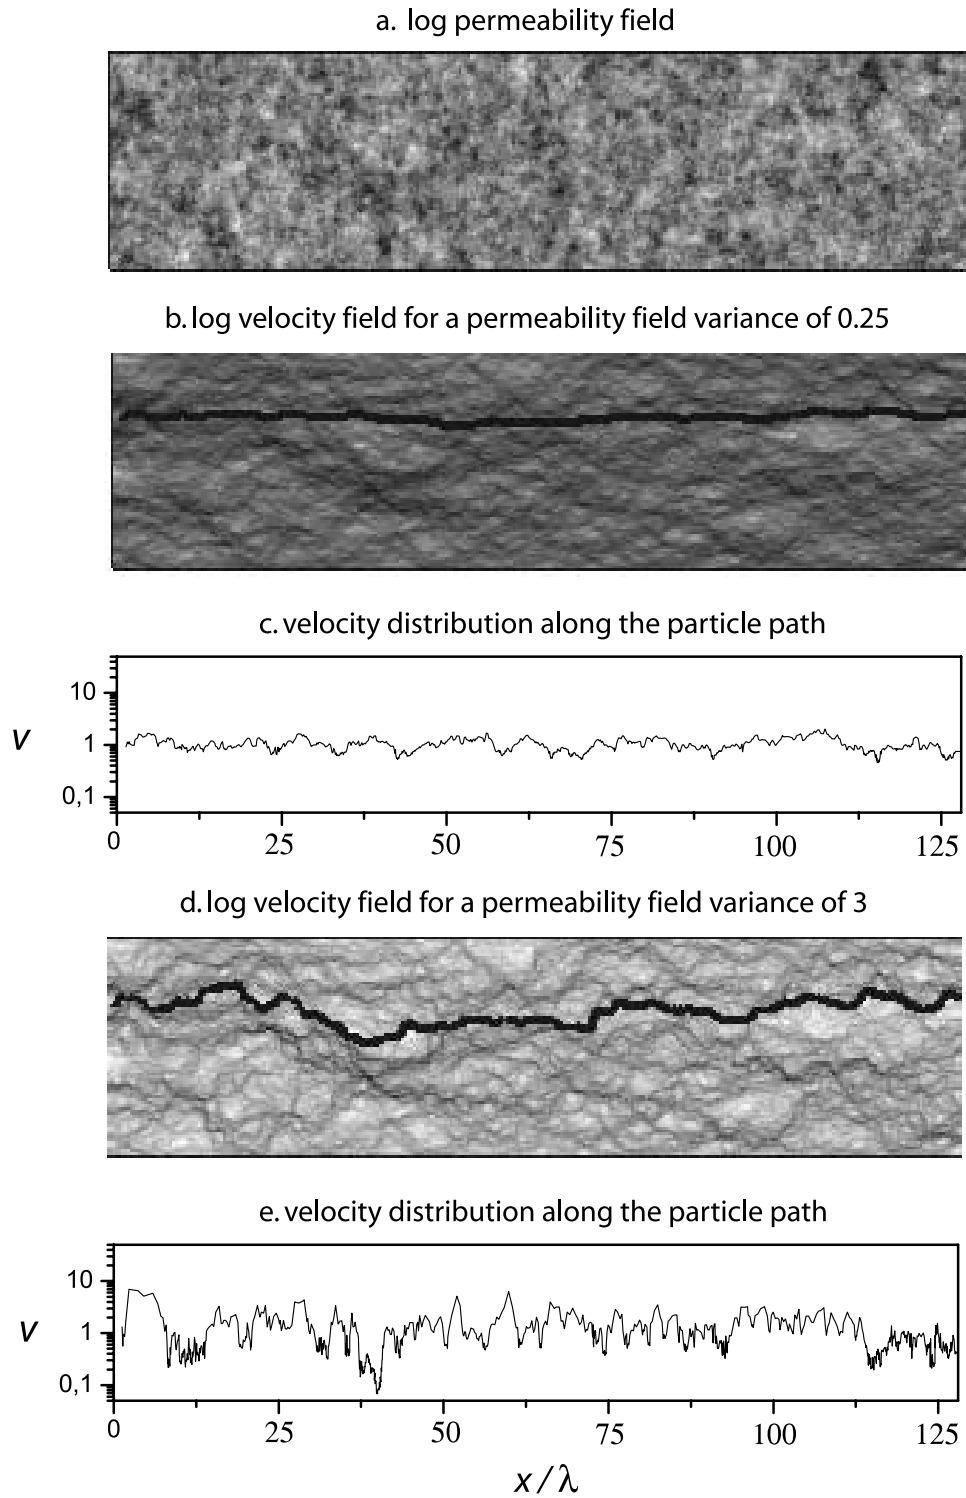 a. log permeability field
b. log velocity field for a permeability field variance of 0.25
c. velocity distribution along the particle path
10
v
1
0,1
0 25 50 75 100 125
d. log velocity field for a permeability field variance of 3
e. velocity distribution along the particle path
10
v
1
0,1
0 25 50 75 100 125
x / λ